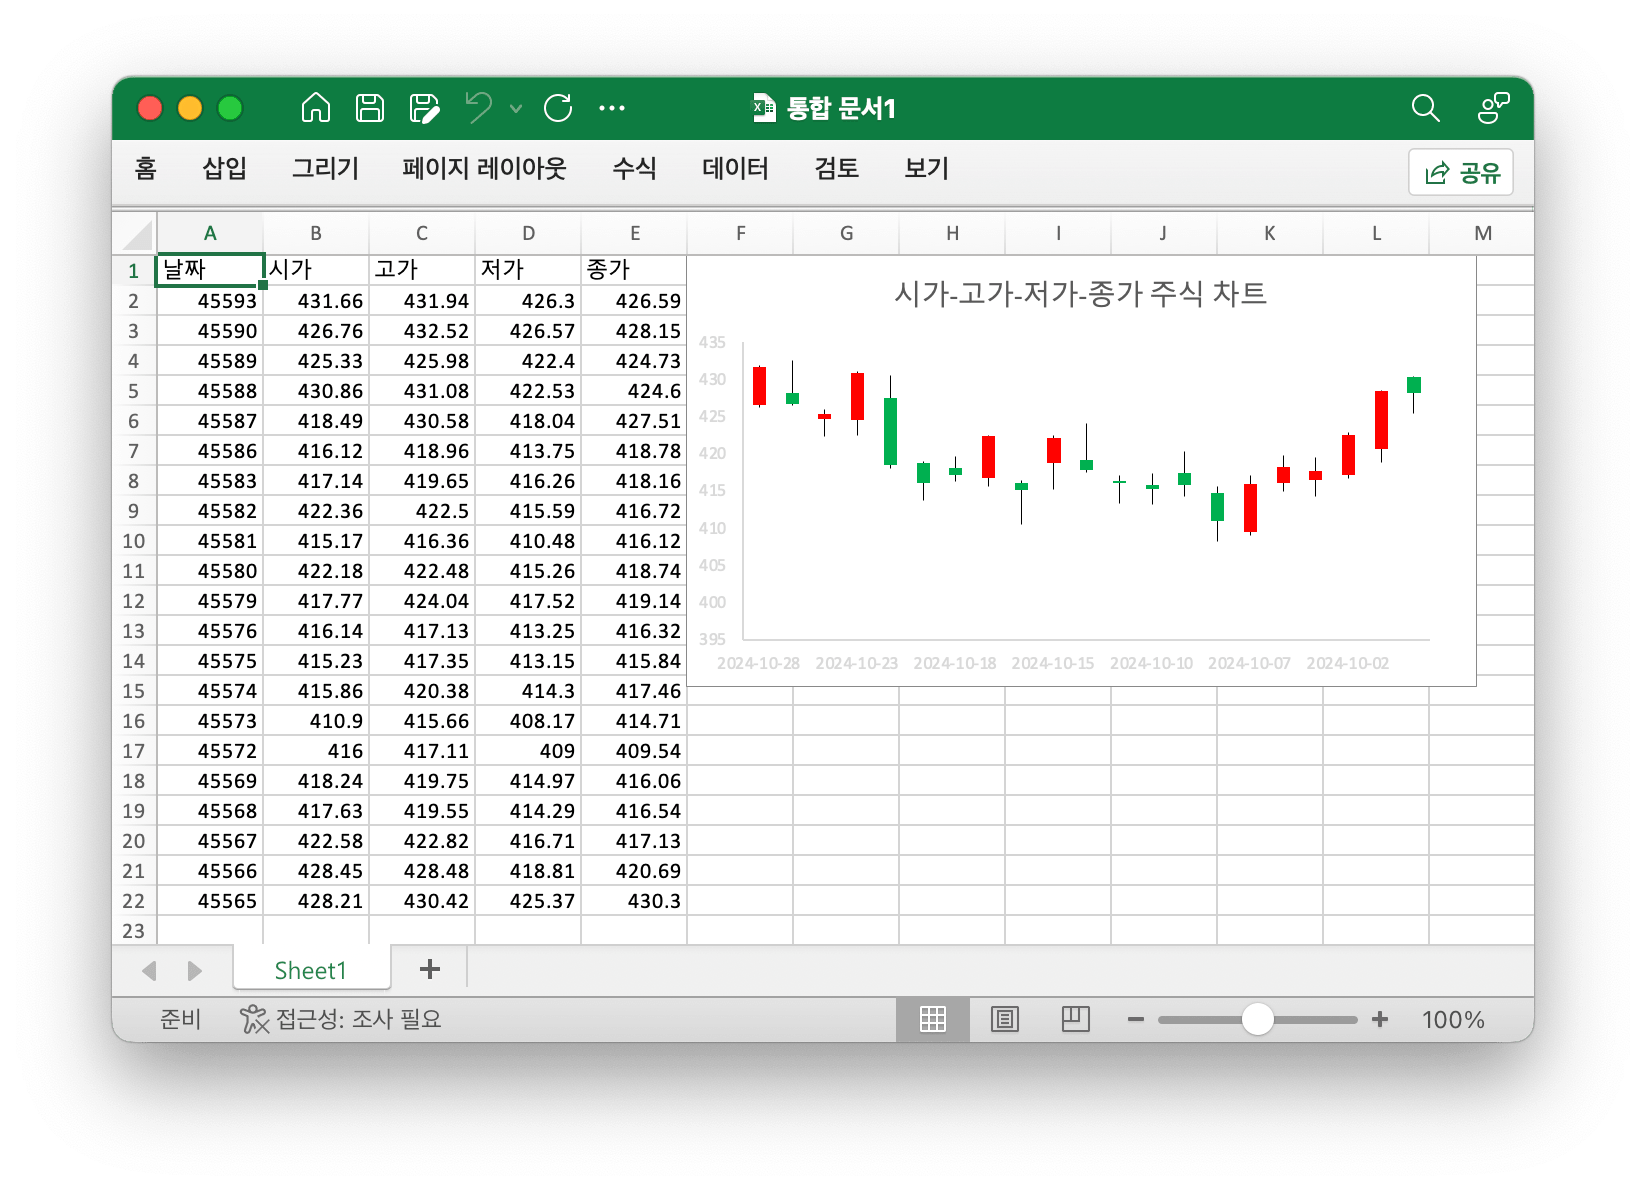 통합 문서1
홈 삽입 그리기 페이지 레이아웃 수식 데이터 검토 보기 공유
A B C D E F G H I J K L M
1 날짜 시가 고가 저가 종가
2 45593 431.66 431.94 426.3 426.59
3 45590 426.76 432.52 426.57 428.15
4 45589 425.33 425.98 422.4 424.73
5 45588 430.86 431.08 422.53 424.6
6 45587 418.49 430.58 418.04 427.51
7 45586 416.12 418.96 413.75 418.78
8 45583 417.14 419.65 416.26 418.16
9 45582 422.36 422.5 415.59 416.72
10 45581 415.17 416.36 410.48 416.12
11 45580 422.18 422.48 415.26 418.74
12 45579 417.77 424.04 417.52 419.14
13 45576 416.14 417.13 413.25 416.32
14 45575 415.23 417.35 413.15 415.84
15 45574 415.86 420.38 414.3 417.46
16 45573 410.9 415.66 408.17 414.71
17 45572 416 417.11 409 409.54
18 45569 418.24 419.75 414.97 416.06
19 45568 417.63 419.55 414.29 416.54
20 45567 422.58 422.82 416.71 417.13
21 45566 428.45 428.48 418.81 420.69
22 45565 428.21 430.42 425.37 430.3
23
시가-고가-저가-종가 주식 차트
435
430
425
420
415
410
405
400
395
2024-10-28 2024-10-23 2024-10-18 2024-10-15 2024-10-10 2024-10-07 2024-10-02
Sheet1
준비 접근성: 조사 필요 100%